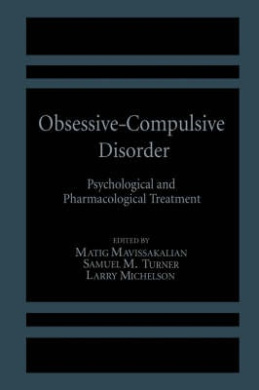 Obsessive-Compulsive
Disorder
Psychological and
Pharmacological Treatment
EDITED BY
MATIG MAVISSAKALIAN
SAMUEL M. TURNER
LARRY MICHELSON